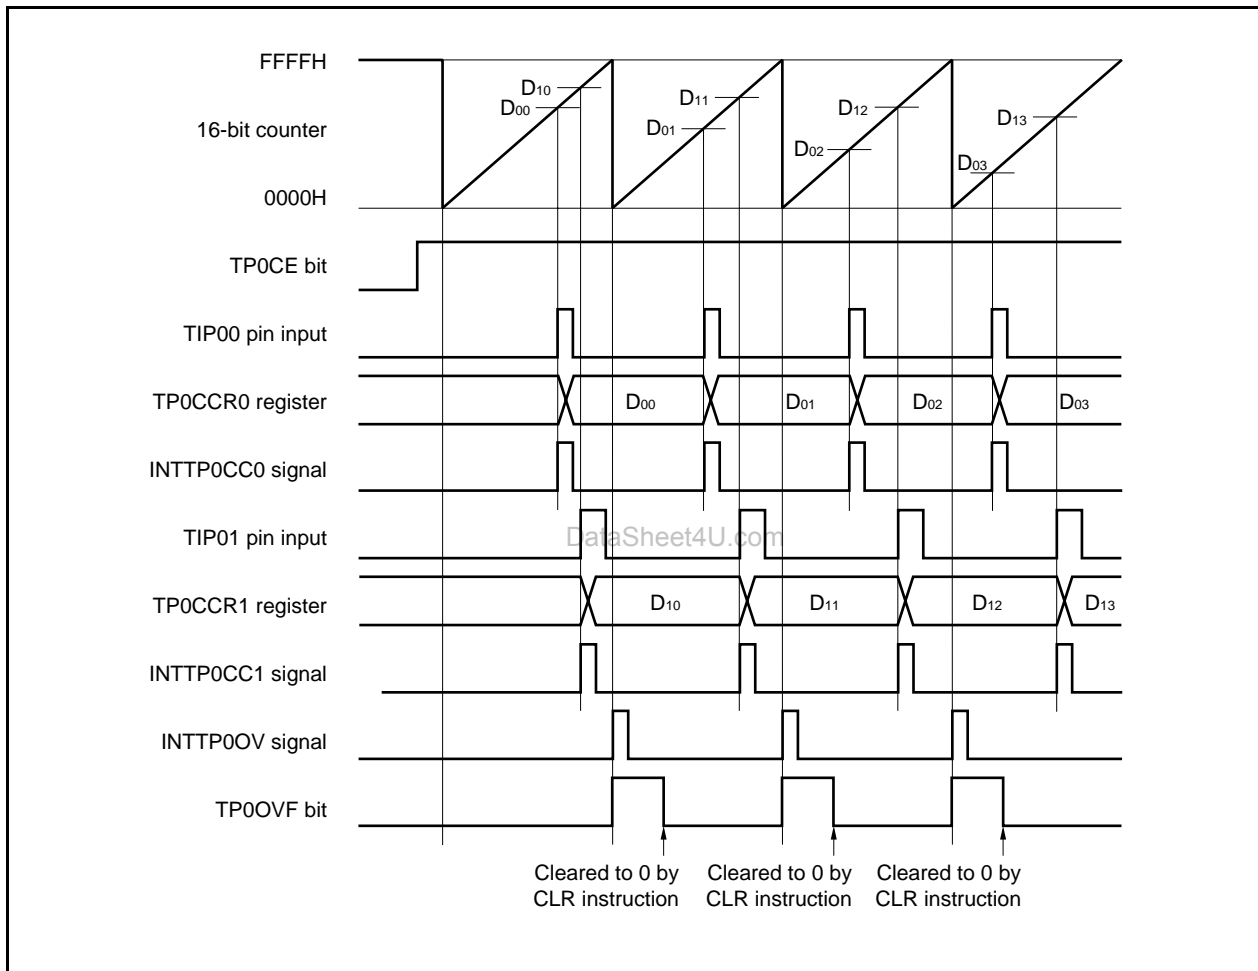 FFFFH
D10
D00
D11
D01
D12
D02
D13
D03
16-bit counter
0000H
TP0CE bit
TIP00 pin input
TP0CCR0 register
D00
D01
D02
D03
INTTP0CC0 signal
TIP01 pin input
DataSheet4U.com
TP0CCR1 register
D10
D11
D12
D13
INTTP0CC1 signal
INTTP0OV signal
TP0OVF bit
Cleared to 0 by
CLR instruction
Cleared to 0 by
CLR instruction
Cleared to 0 by
CLR instruction